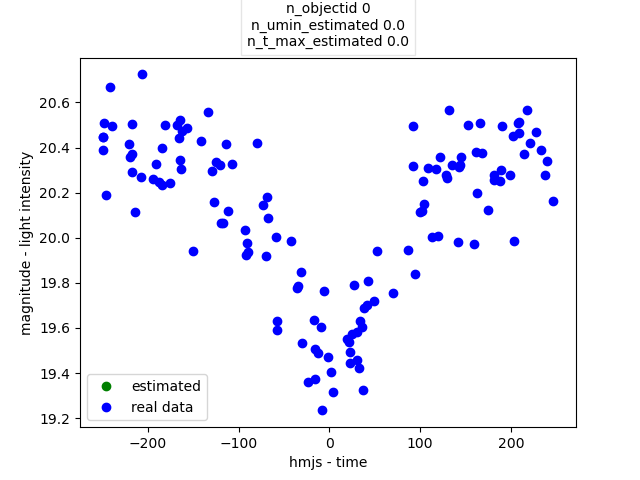 n_objectid 0
n_umin_estimated 0.0
n_t_max_estimated 0.0
20.6
20.4
20.2
20.0
19.8
19.6
19.4
19.2
magnitude - light intensity
estimated
real data
−200
−100
0
100
200
hmjs - time